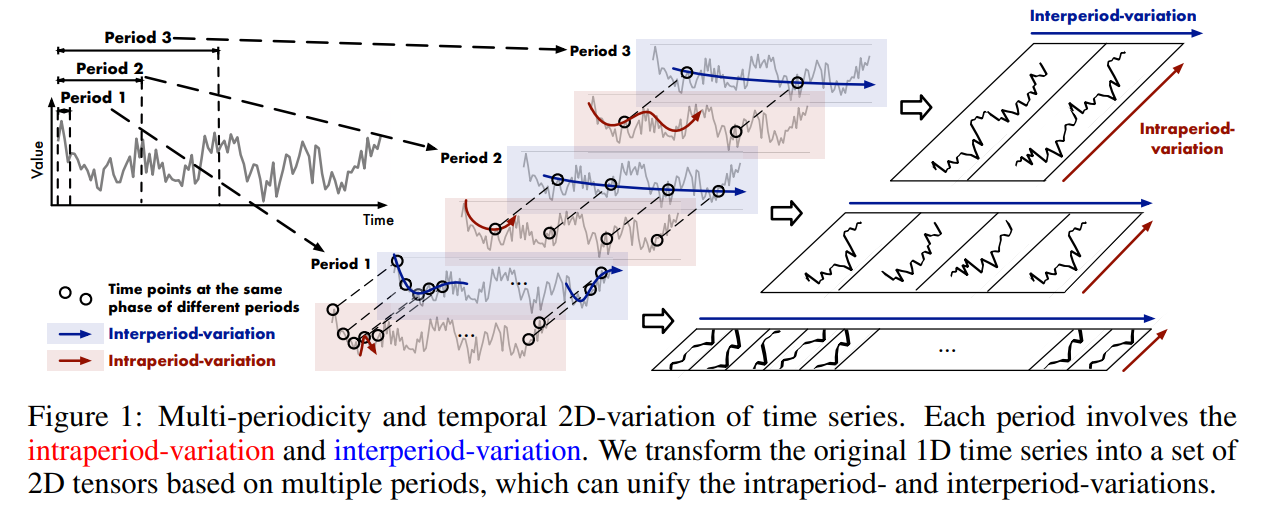 Interperiod-variation
Period 3
Period 3
Period 2
Period 1
Intraperiod-
variation
Value
Period 2
Time
Period 1
...
Time points at the same
phase of different periods
Interperiod-variation
Intraperiod-variation
...
...
Figure 1: Multi-periodicity and temporal 2D-variation of time series. Each period involves the
intraperiod-variation and interperiod-variation. We transform the original 1D time series into a set of
2D tensors based on multiple periods, which can unify the intraperiod- and interperiod-variations.